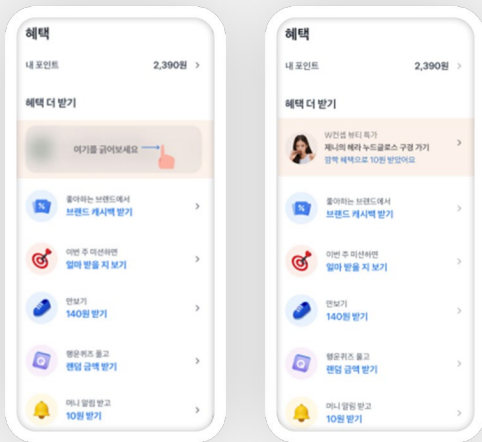 혜택
내 포인트
2,390원 >
혜택 더 받기
여기를 긁어보세요
좋아하는 브랜드에서
브랜드 캐시백 받기
이번 주 미션하면
얼마 받을 지 보기
만보기
140원 받기
행운퀴즈 풀고
랜덤 금액 받기
머니 알림 받고
10원 받기
혜택
내 포인트
2,390원 >
혜택 더 받기
W컨셉 뷰티 특가
제니의 헤라 누드글로스 구경 가기
깜짝 혜택으로 10원 받았어요
좋아하는 브랜드에서
브랜드 캐시백 받기
이번 주 미션하면
얼마 받을 지 보기
만보기
140원 받기
행운퀴즈 풀고
랜덤 금액 받기
머니 알림 받고
10원 받기